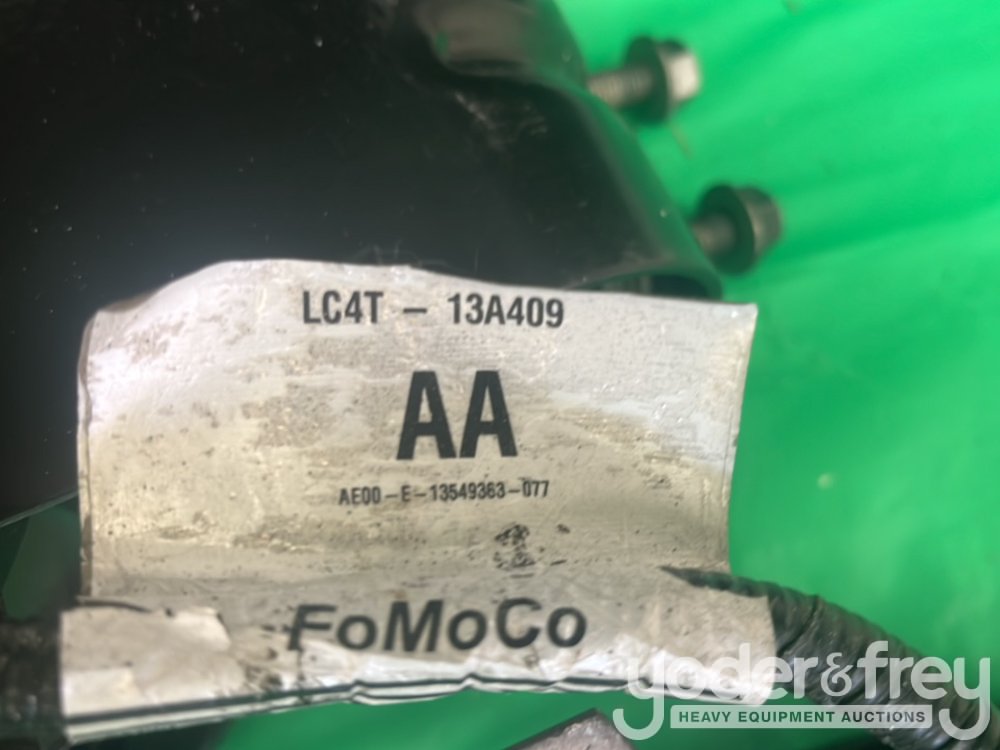 LC4T - 13A409
AA
AE00-E-13549363-077
FoMoCo
yoder&frey
HEAVY EQUIPMENT AUCTIONS